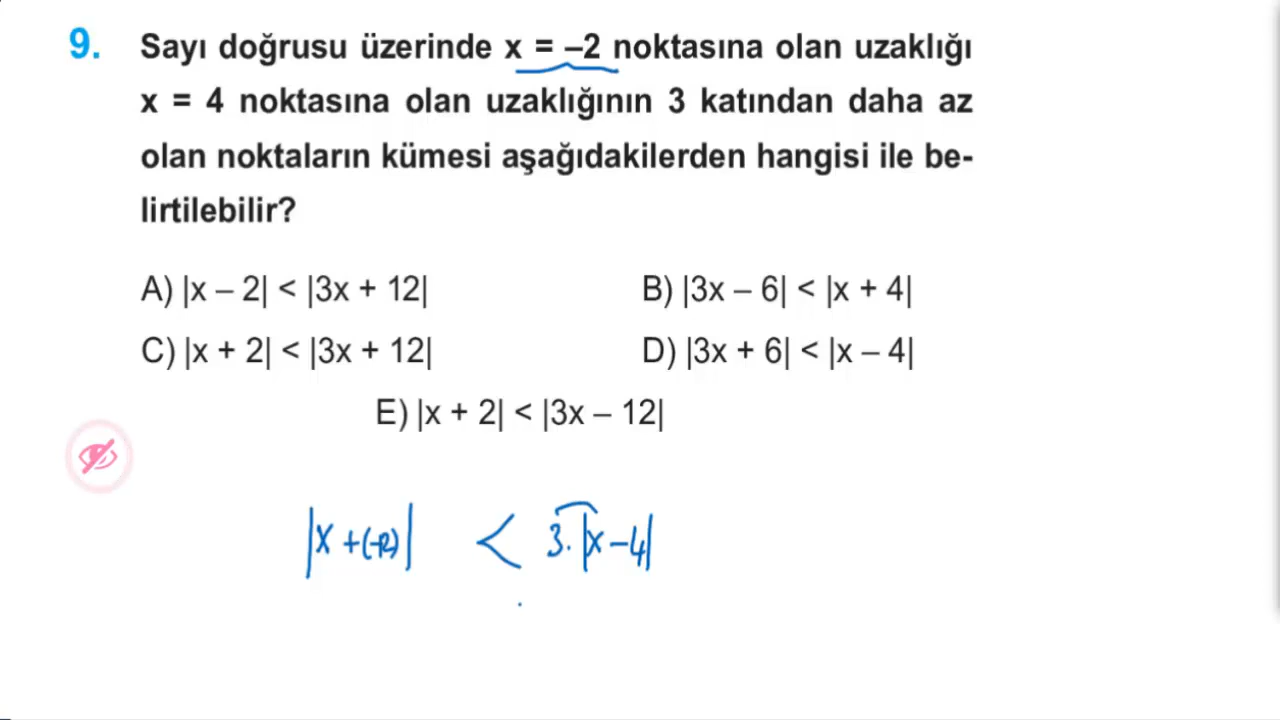 9. Sayı doğrusu üzerinde x = –2 noktasına olan uzaklığı
x = 4 noktasına olan uzaklığının 3 katından daha az
olan noktaların kümesi aşağıdakilerden hangisi ile be-
lirtilebilir?
A) |x – 2| < |3x + 12|
B) |3x – 6| < |x + 4|
C) |x + 2| < |3x + 12|
D) |3x + 6| < |x – 4|
E) |x + 2| < |3x – 12|
|x + (-2)| < 3.|x – 4|